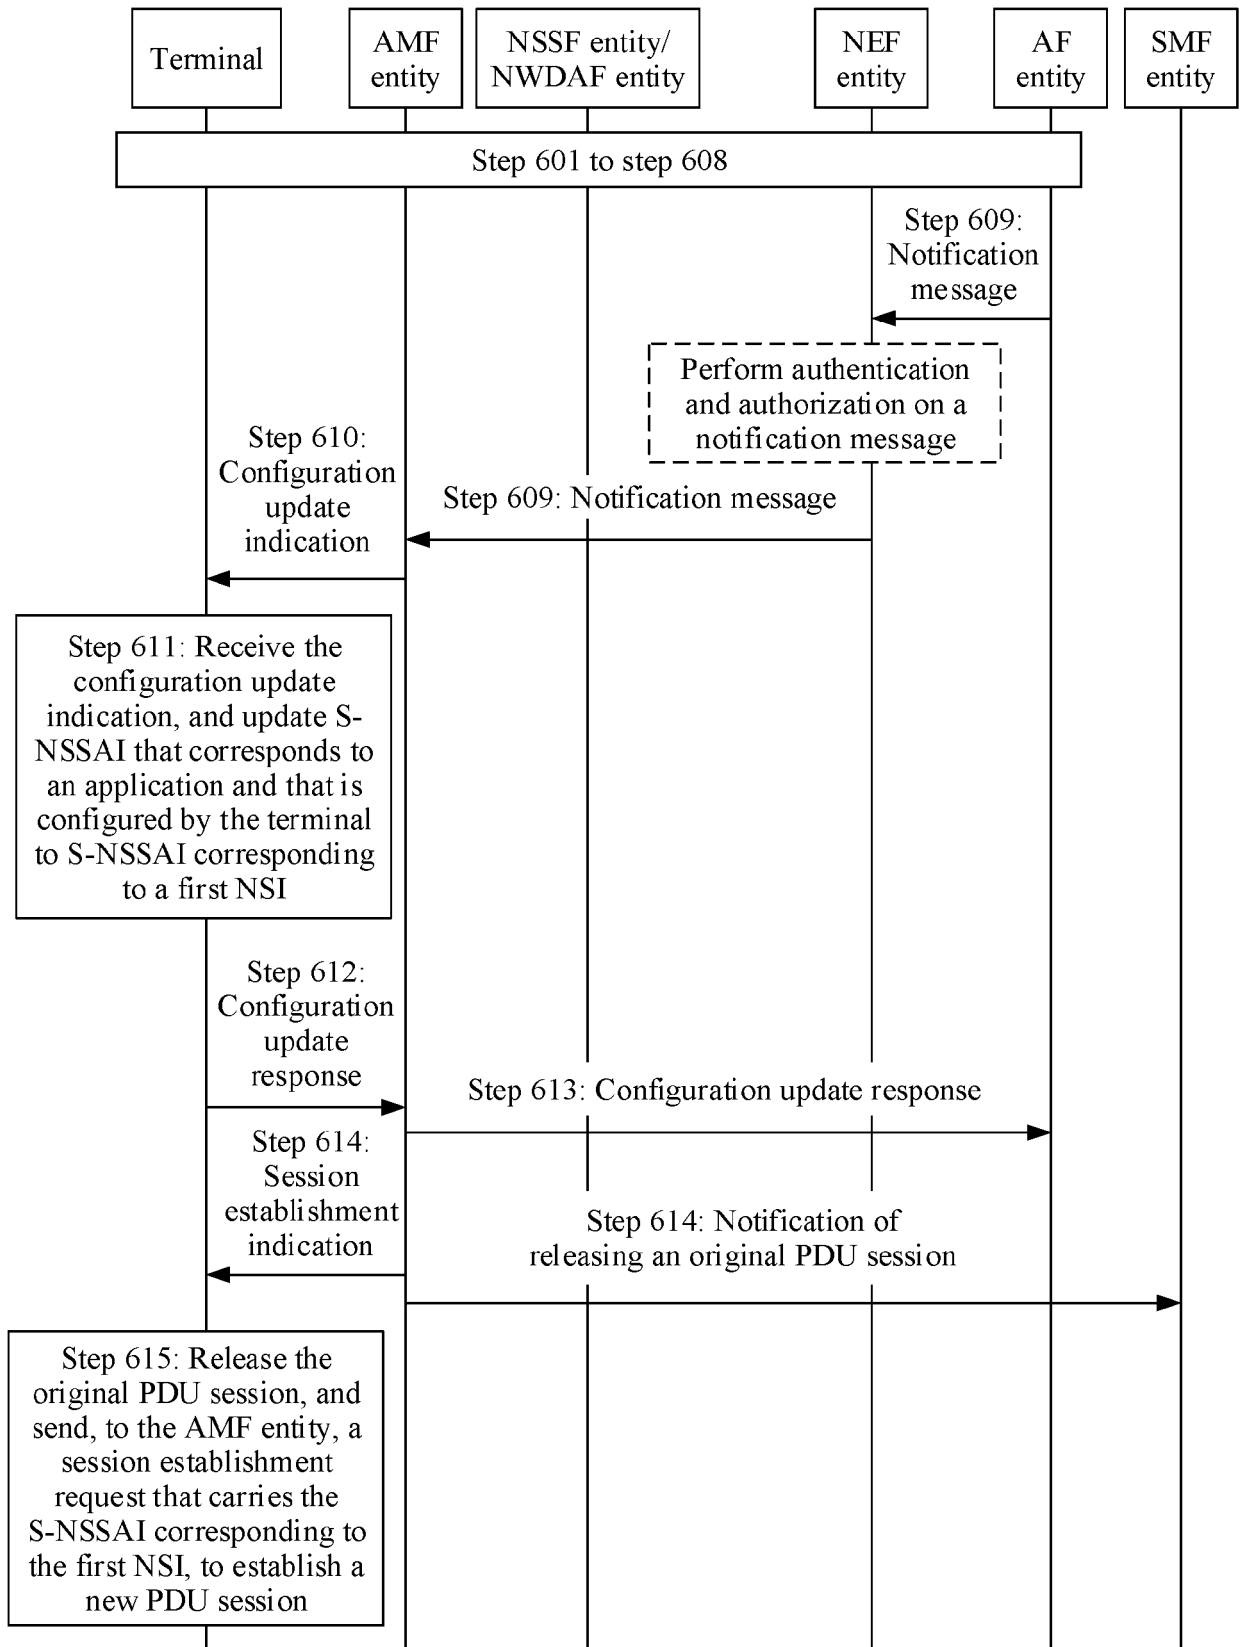 Terminal
AMF
entity
NSSF entity/
NWDAF entity
NEF
entity
AF
entity
SMF
entity
Step 601 to step 608
Step 609:
Notification
message
Perform authentication
and authorization on a
notification message
Step 610:
Configuration
update
indication
Step 609: Notification message
Step 611: Receive the
configuration update
indication, and update S-
NSSAI that corresponds to
an application and that is
configured by the terminal
to S-NSSAI corresponding
to a first NSI
Step 612:
Configuration
update
response
Step 613: Configuration update response
Step 614:
Session
establishment
indication
Step 614: Notification of
releasing an original PDU session
Step 615: Release the
original PDU session, and
send, to the AMF entity, a
session establishment
request that carries the
S-NSSAI corresponding to
the first NSI, to establish a
new PDU session